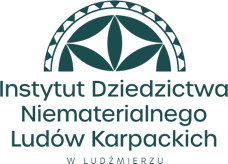 Instytut Dziedzictwa
Niematerialnego
Ludów Karpackich
W LUDŹMIERZU